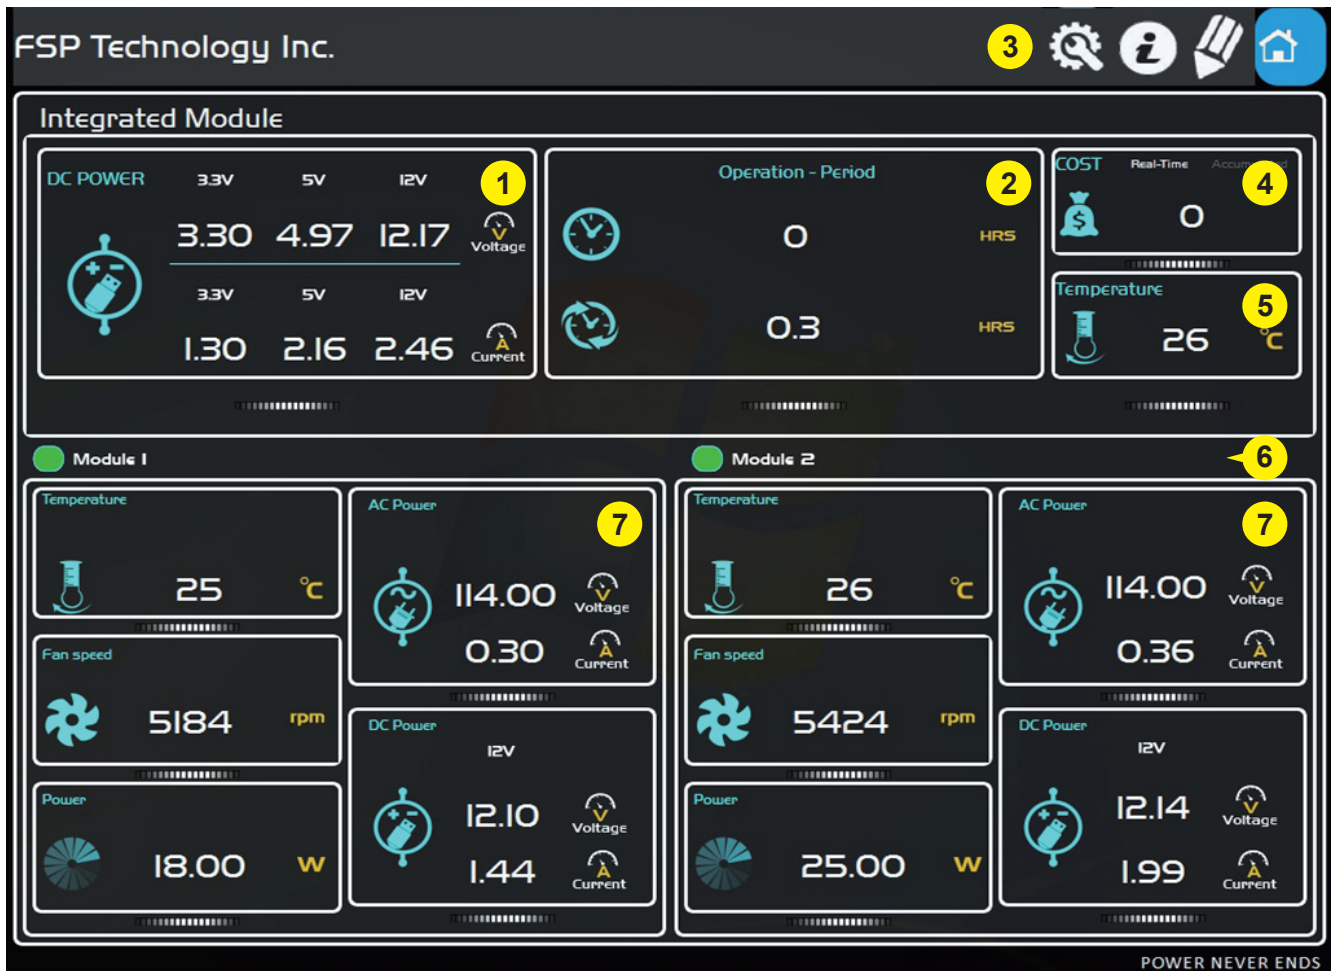 FSP Technology Inc.
3
Integrated Module
DC POWER 3.3V 5V 12V 1
3.30 4.97 12.17 Voltage
3.3V 5V 12V
1.30 2.16 2.46 Current
Operation - Period 2
0 HRS
0.3 HRS
COST Real-Time 4
0
Temperature 5
26 °C
Module 1
Module 2 6
Temperature
25 °C
Fan speed
5184 rpm
Power
18.00 W
AC Power 7
114.00 Voltage
0.30 Current
DC Power
12V
12.10 Voltage
1.44 Current
Temperature
26 °C
Fan speed
5424 rpm
Power
25.00 W
AC Power 7
114.00 Voltage
0.36 Current
DC Power
12V
12.14 Voltage
1.99 Current
POWER NEVER ENDS